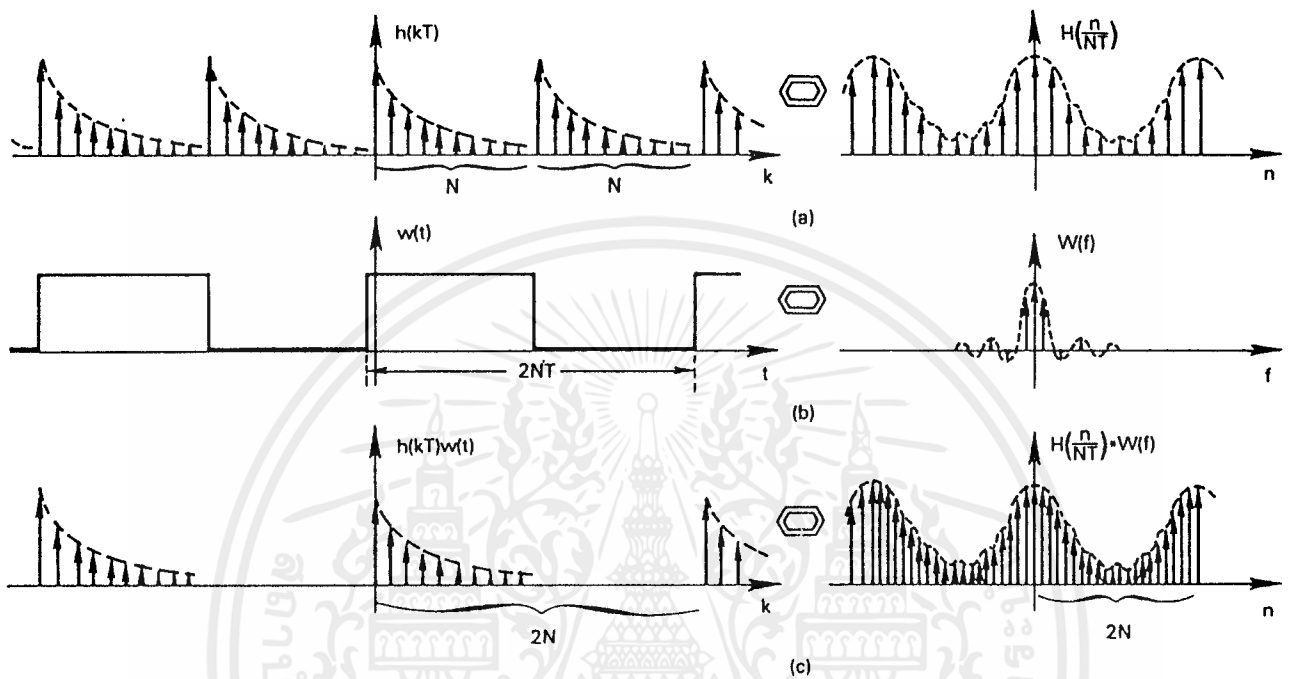 h(kT)
H(n/NT)
N
N
k
n
(a)
w(t)
W(f)
2NT
t
f
(b)
h(kT)w(t)
H(n/NT)*W(f)
k
n
2N
2N
(c)